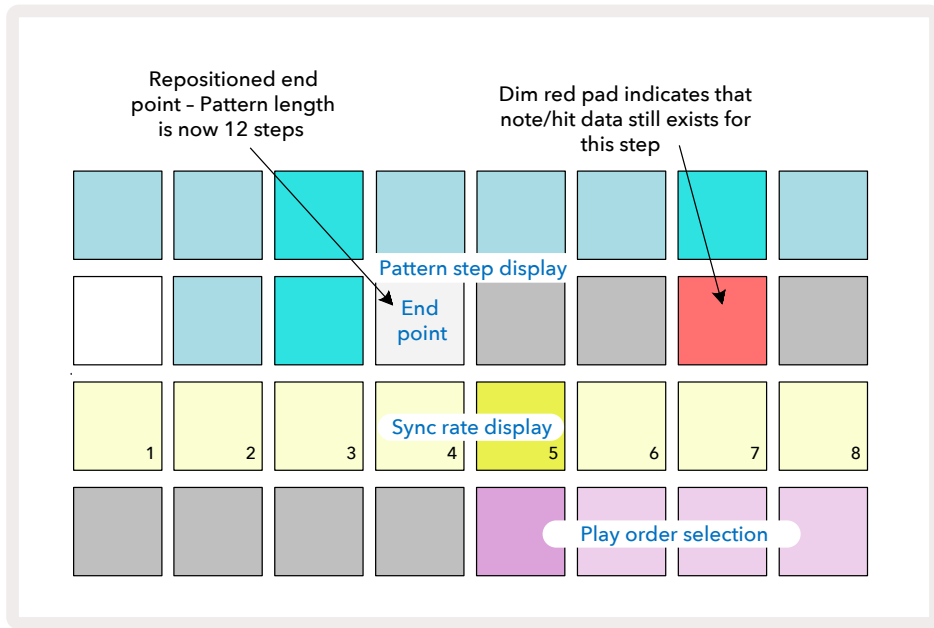 Repositioned end
point – Pattern length
is now 12 steps
Dim red pad indicates that
note/hit data still exists for
this step
Pattern step display
End
point
Sync rate display
1 2 3 4 5 6 7 8
Play order selection